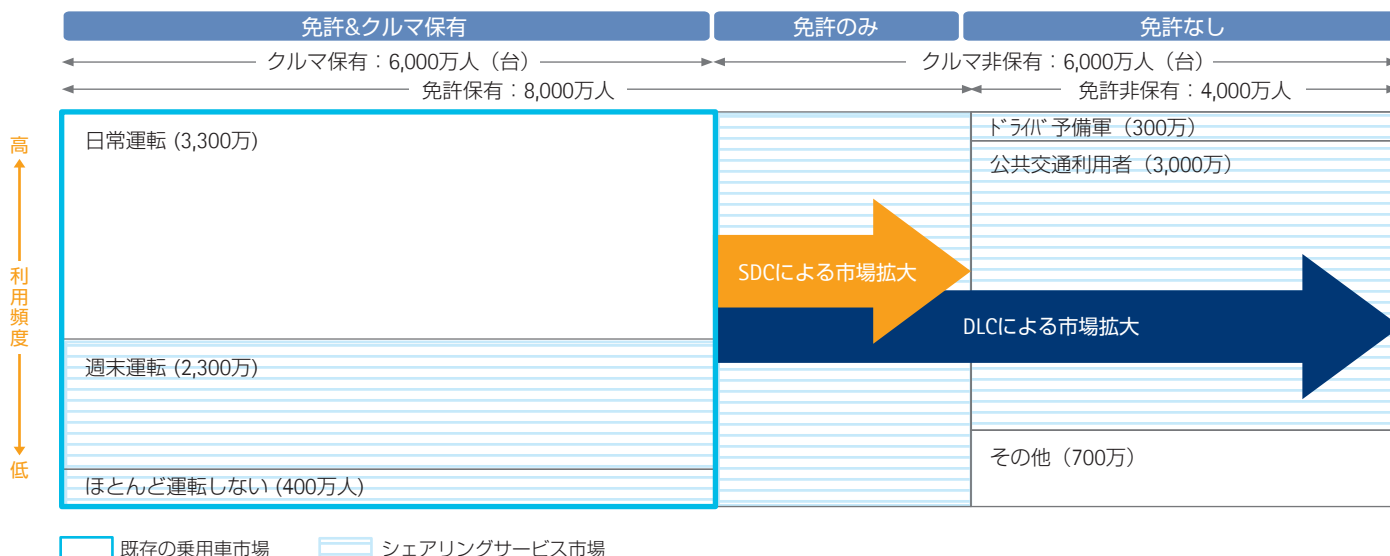 免許&クルマ保有
免許のみ
免許なし
クルマ保有：6,000万人（台）
クルマ非保有：6,000万人（台）
免許保有：8,000万人
免許非保有：4,000万人
高
利用頻度
低
日常運転 (3,300万)
週末運転 (2,300万)
ほとんど運転しない (400万人)
SDCによる市場拡大
DLCによる市場拡大
ﾄﾞﾗｲﾊﾞ予備軍（300万）
公共交通利用者（3,000万）
その他（700万）
既存の乗用車市場
シェアリングサービス市場